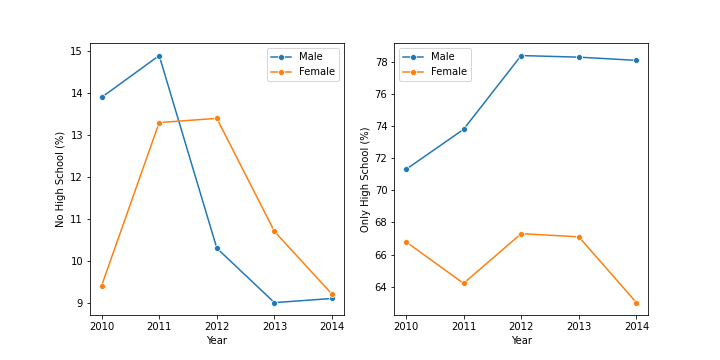 15
14
13
12
11
10
9
No High School (%)
Male
Female
2010 2011 2012 2013 2014
Year
78
76
74
72
70
68
66
64
Only High School (%)
Male
Female
2010 2011 2012 2013 2014
Year